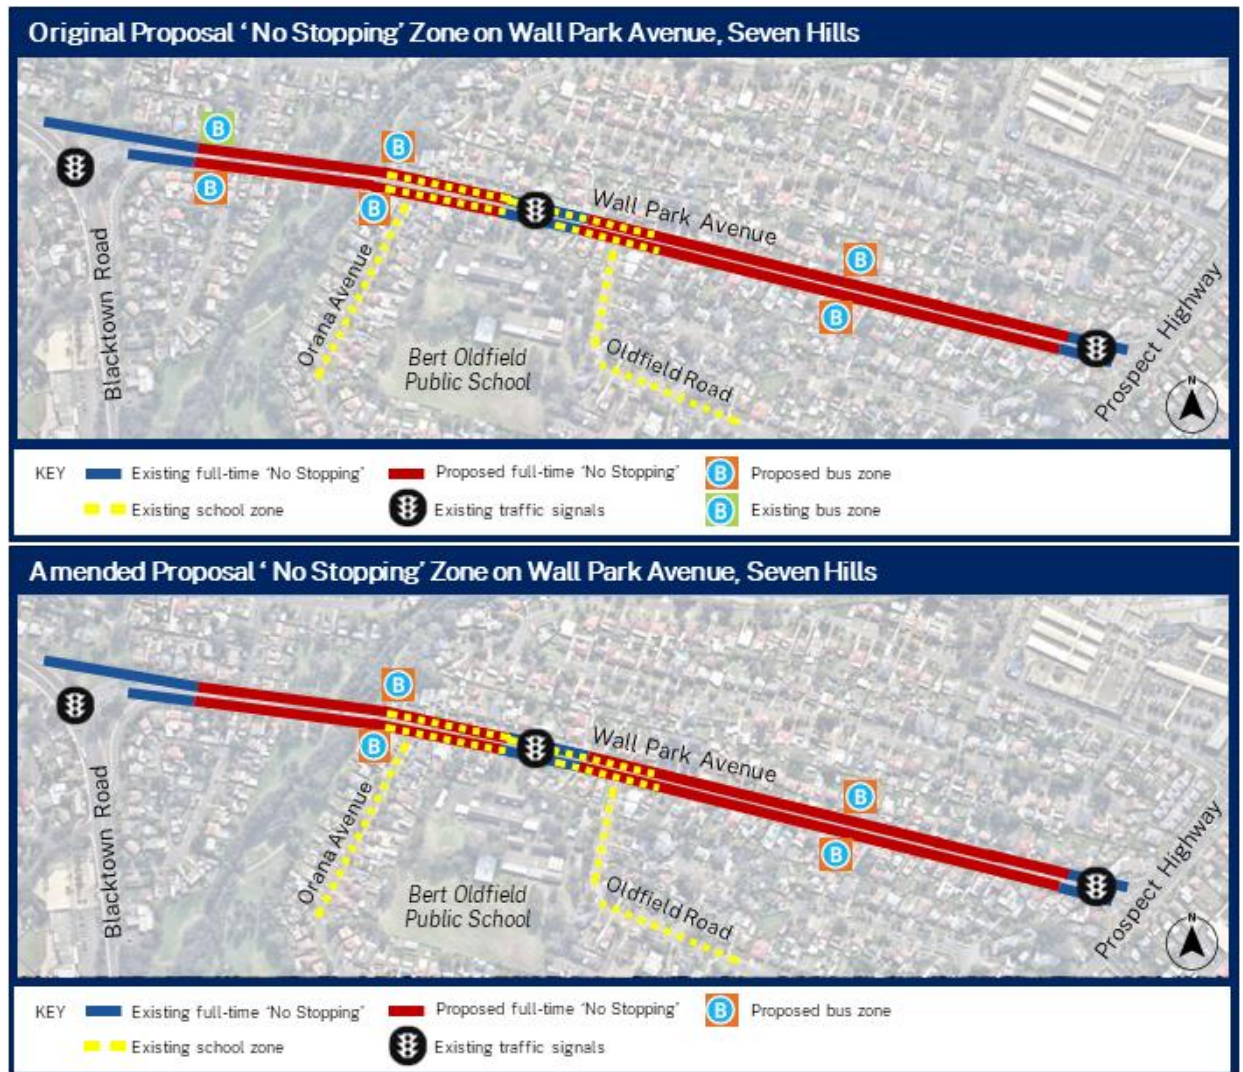 Original Proposal ‘ No Stopping’ Zone on Wall Park Avenue, Seven Hills
B
B
B
B
Wall Park Avenue
B
B
Blacktown Road
Orana Avenue
Bert Oldfield
Public School
Oldfield Road
Prospect Highway
N
KEY Existing full-time ‘No Stopping’ Proposed full-time ‘No Stopping’ B Proposed bus zone
Existing school zone Existing traffic signals B Existing bus zone
Amended Proposal ‘ No Stopping’ Zone on Wall Park Avenue, Seven Hills
B
B
Wall Park Avenue
B
B
Blacktown Road
Orana Avenue
Bert Oldfield
Public School
Oldfield Road
Prospect Highway
N
KEY Existing full-time ‘No Stopping’ Proposed full-time ‘No Stopping’ B Proposed bus zone
Existing school zone Existing traffic signals